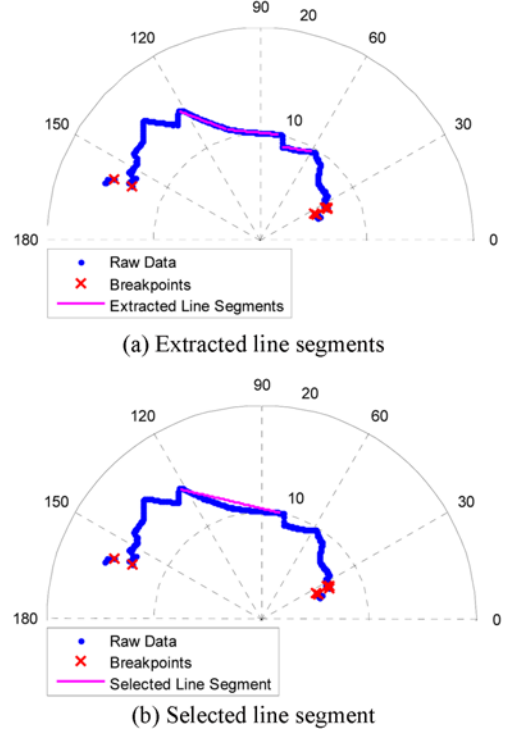 90
120
20
60
150
10
30
180
0
Raw Data
Breakpoints
Extracted Line Segments
(a) Extracted line segments
90
120
20
60
150
10
30
180
0
Raw Data
Breakpoints
Selected Line Segment
(b) Selected line segment